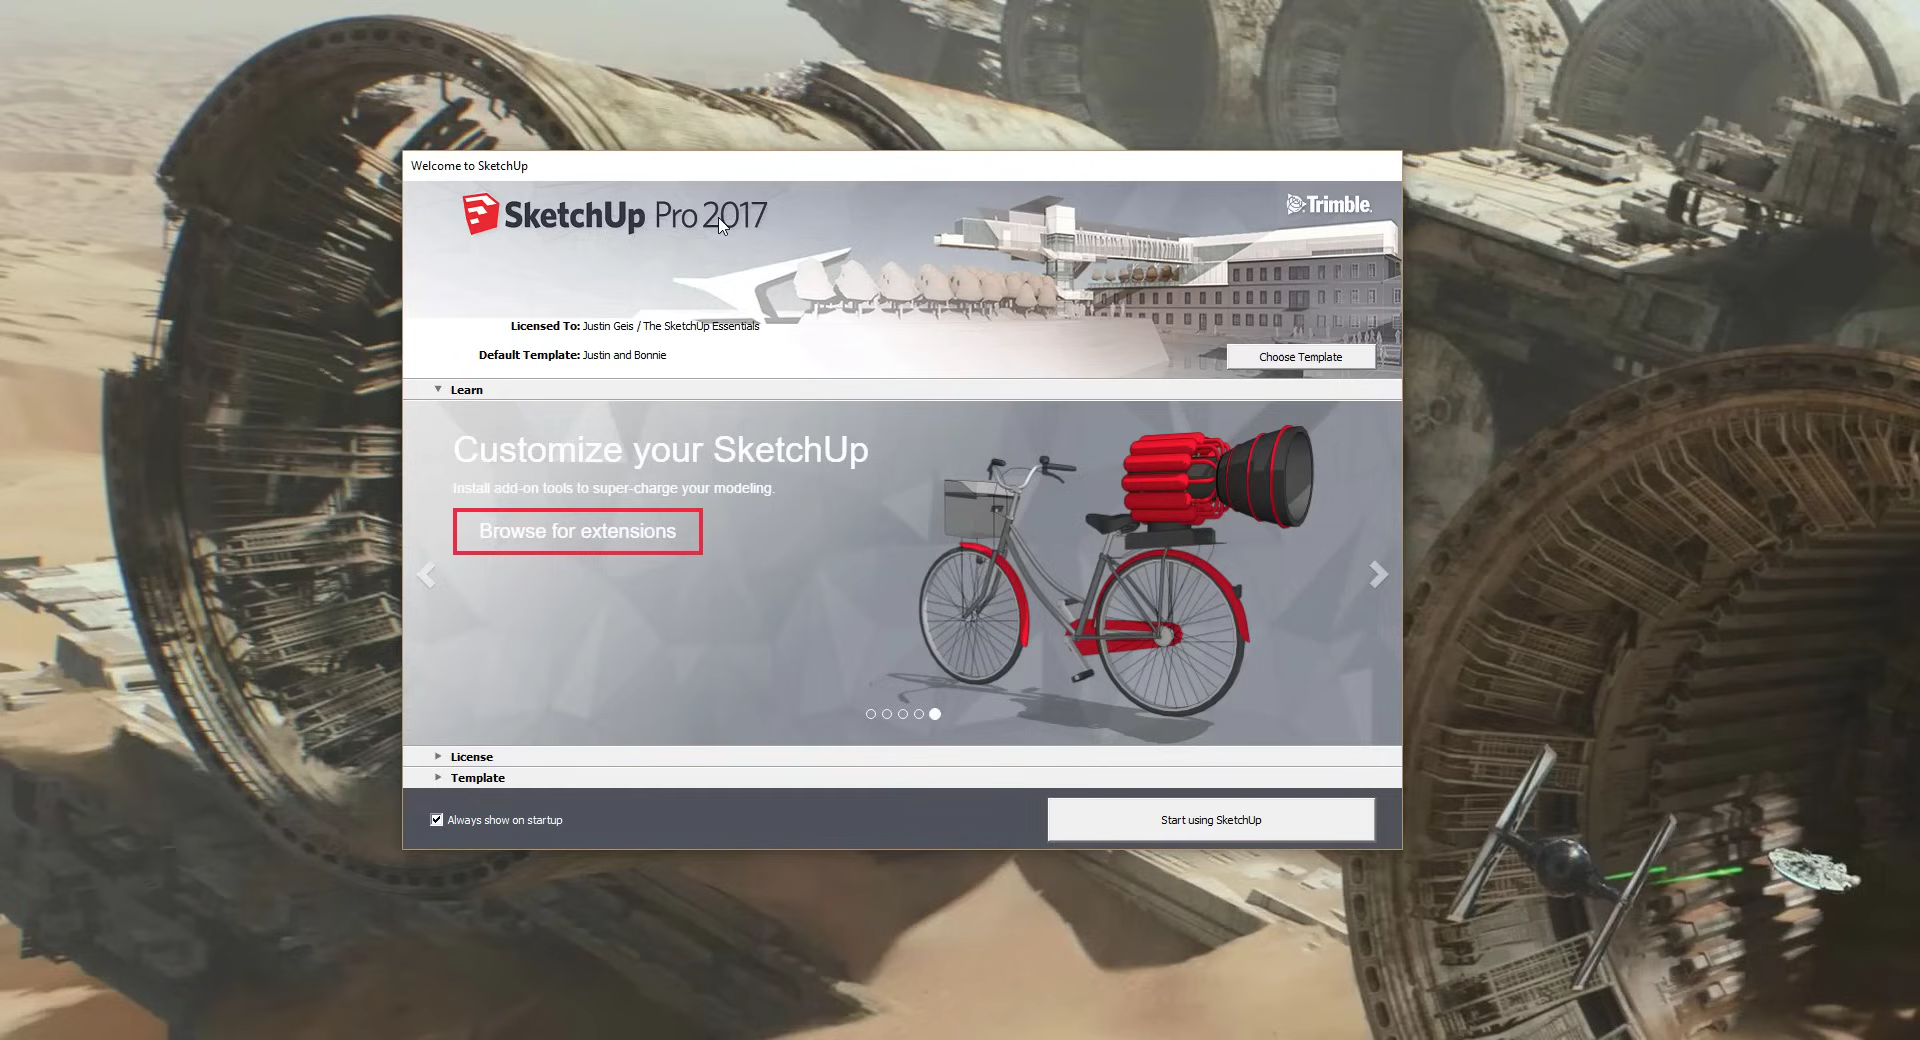 Welcome to SketchUp
SketchUp Pro 2017
Trimble.
Licensed To: Justin Geis / The SketchUp Essentials
Default Template: Justin and Bonnie
Choose Template
Learn
Customize your SketchUp
Install add-on tools to super-charge your modeling.
Browse for extensions
License
Template
Always show on startup
Start using SketchUp